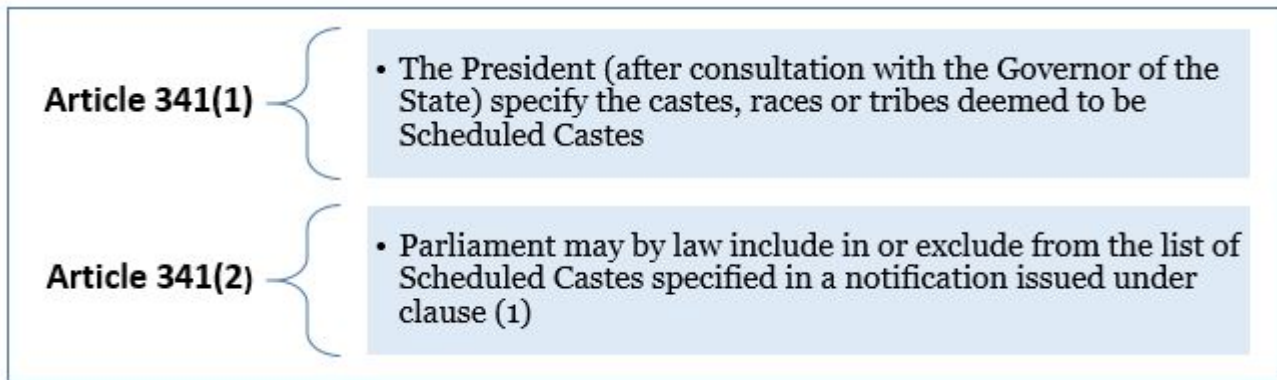 Article 341(1)
• The President (after consultation with the Governor of the
State) specify the castes, races or tribes deemed to be
Scheduled Castes
Article 341(2)
• Parliament may by law include in or exclude from the list of
Scheduled Castes specified in a notification issued under
clause (1)